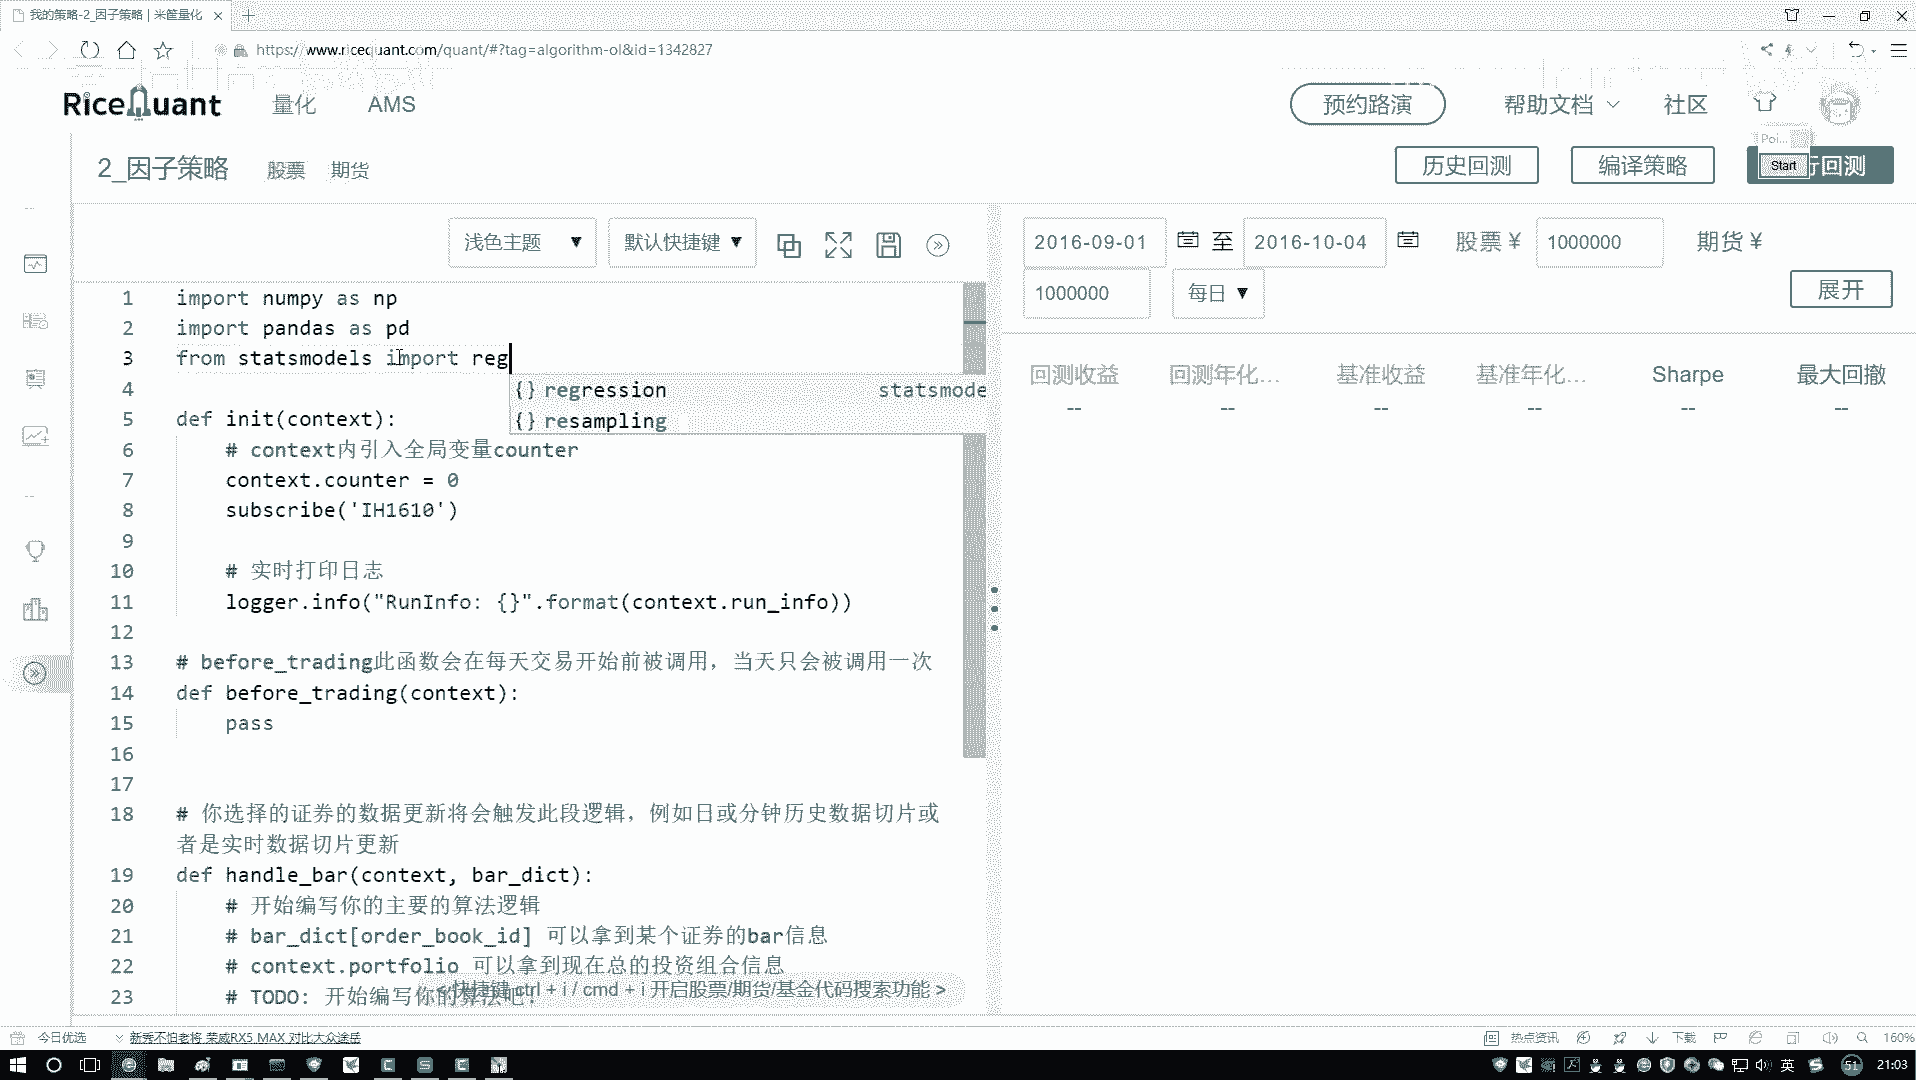 我的策略-2_因子策略 | 米筐量化
https://www.ricequant.com/quant/#?tag=algorithm-ol&id=1342827
RiceQuant 量化 AMS 预约路演 帮助文档 社区
Poi...
2_因子策略 股票 期货 历史回测 编译策略 Start 行回测
浅色主题 ▼ 默认快捷键 ▼
2016-09-01 至 2016-10-04 股票 ¥ 1000000 期货 ¥
1000000 每日 ▼ 展开
1 import numpy as np
2 import pandas as pd
3 from statsmodels import reg
{} regression statsmode
{} resampling
4
5 def init(context):
6 # context内引入全局变量counter
7 context.counter = 0
8 subscribe('IH1610')
9
10 # 实时打印日志
11 logger.info("RunInfo: {}".format(context.run_info))
12
13 # before_trading此函数会在每天交易开始前被调用，当天只会被调用一次
14 def before_trading(context):
15 pass
16
17
18 # 你选择的证券的数据更新将会触发此段逻辑，例如日或分钟历史数据切片或
者是实时数据切片更新
19 def handle_bar(context, bar_dict):
20 # 开始编写你的主要的算法逻辑
21 # bar_dict[order_book_id] 可以拿到某个证券的bar信息
22 # context.portfolio 可以拿到现在总的投资组合信息
23 # TODO: 开始编写你的算法吧！
< 快捷键 ctrl + i / cmd + i 开启股票/期货/基金代码搜索功能 >
回测收益 回测年化... 基准收益 基准年化... Sharpe 最大回撤
-- -- -- -- -- --
今日优选 新秀不怕老将 荣威RX5 MAX 对比大众途岳 热点资讯 下载 160%
英 51 21:03